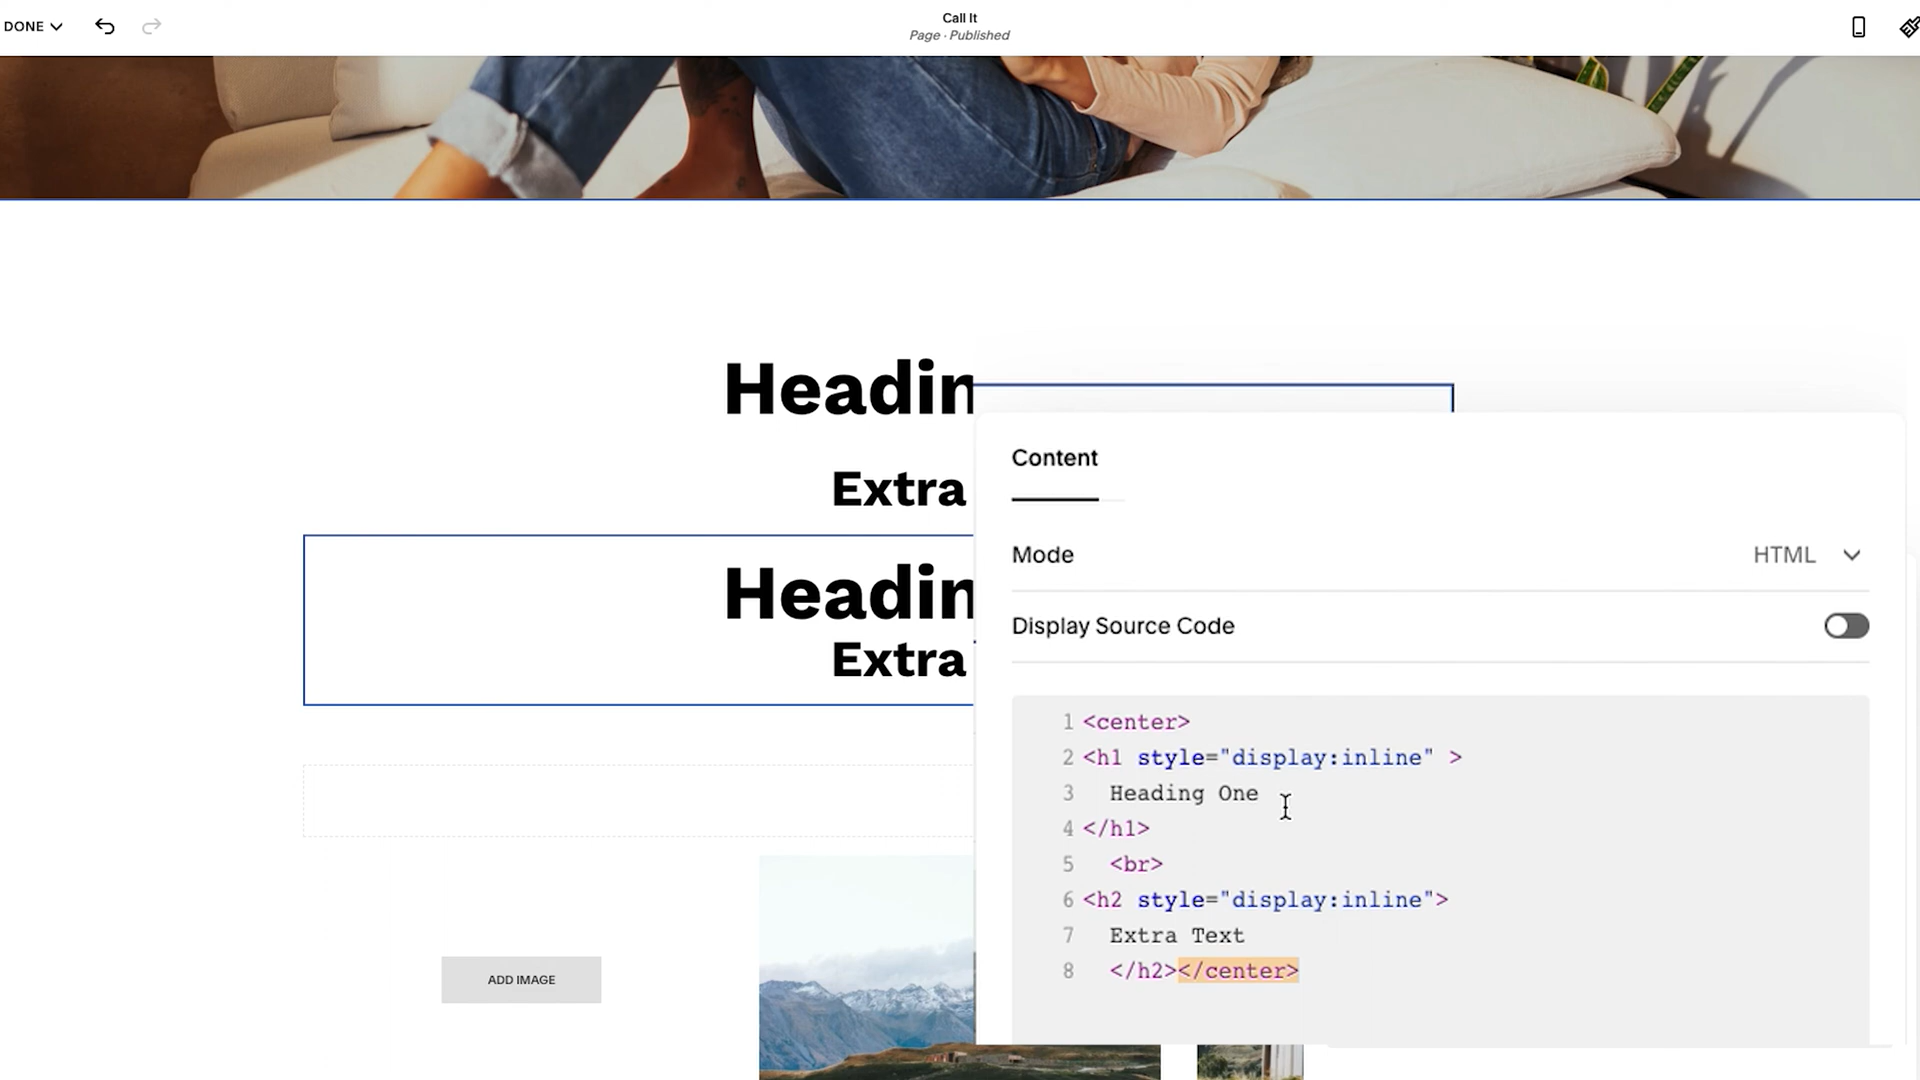 DONE
Call It
Page · Published
Headin
Extra
Headin
Extra
ADD IMAGE
Content
Mode
HTML
Display Source Code
1 <center>
2 <h1 style="display:inline" >
3 Heading One
4 </h1>
5 <br>
6 <h2 style="display:inline">
7 Extra Text
8 </h2></center>